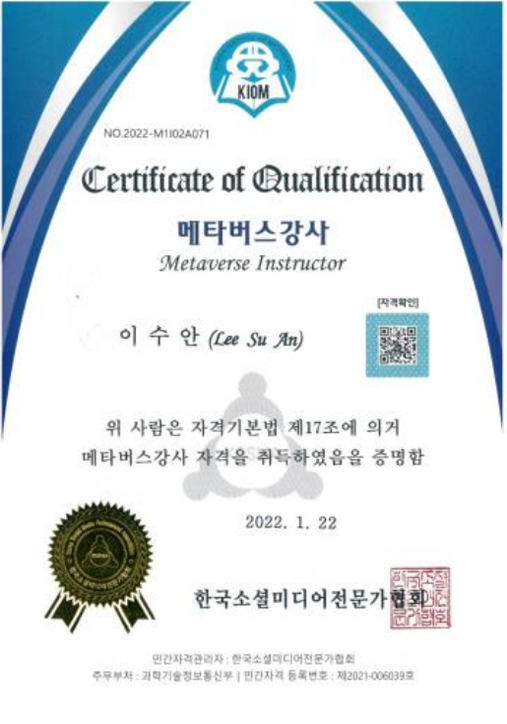 KIOM
NO.2022-M1I02A071
Certificate of Qualification
메타버스강사
Metaverse Instructor
[자격확인]
이 수 안 (Lee Su An)
위 사람은 자격기본법 제17조에 의거
메타버스강사 자격을 취득하였음을 증명함
2022. 1. 22
한국소셜미디어전문가협회
민간자격관리자 : 한국소셜미디어전문가협회
주무부처 : 과학기술정보통신부 | 민간자격 등록번호 : 제2021-006039호